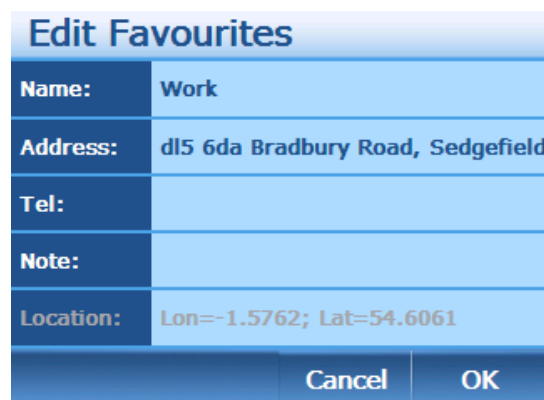 Edit Favourites
Name: Work
Address: dl5 6da Bradbury Road, Sedgefield
Tel:
Note:
Location: Lon=-1.5762; Lat=54.6061
Cancel OK